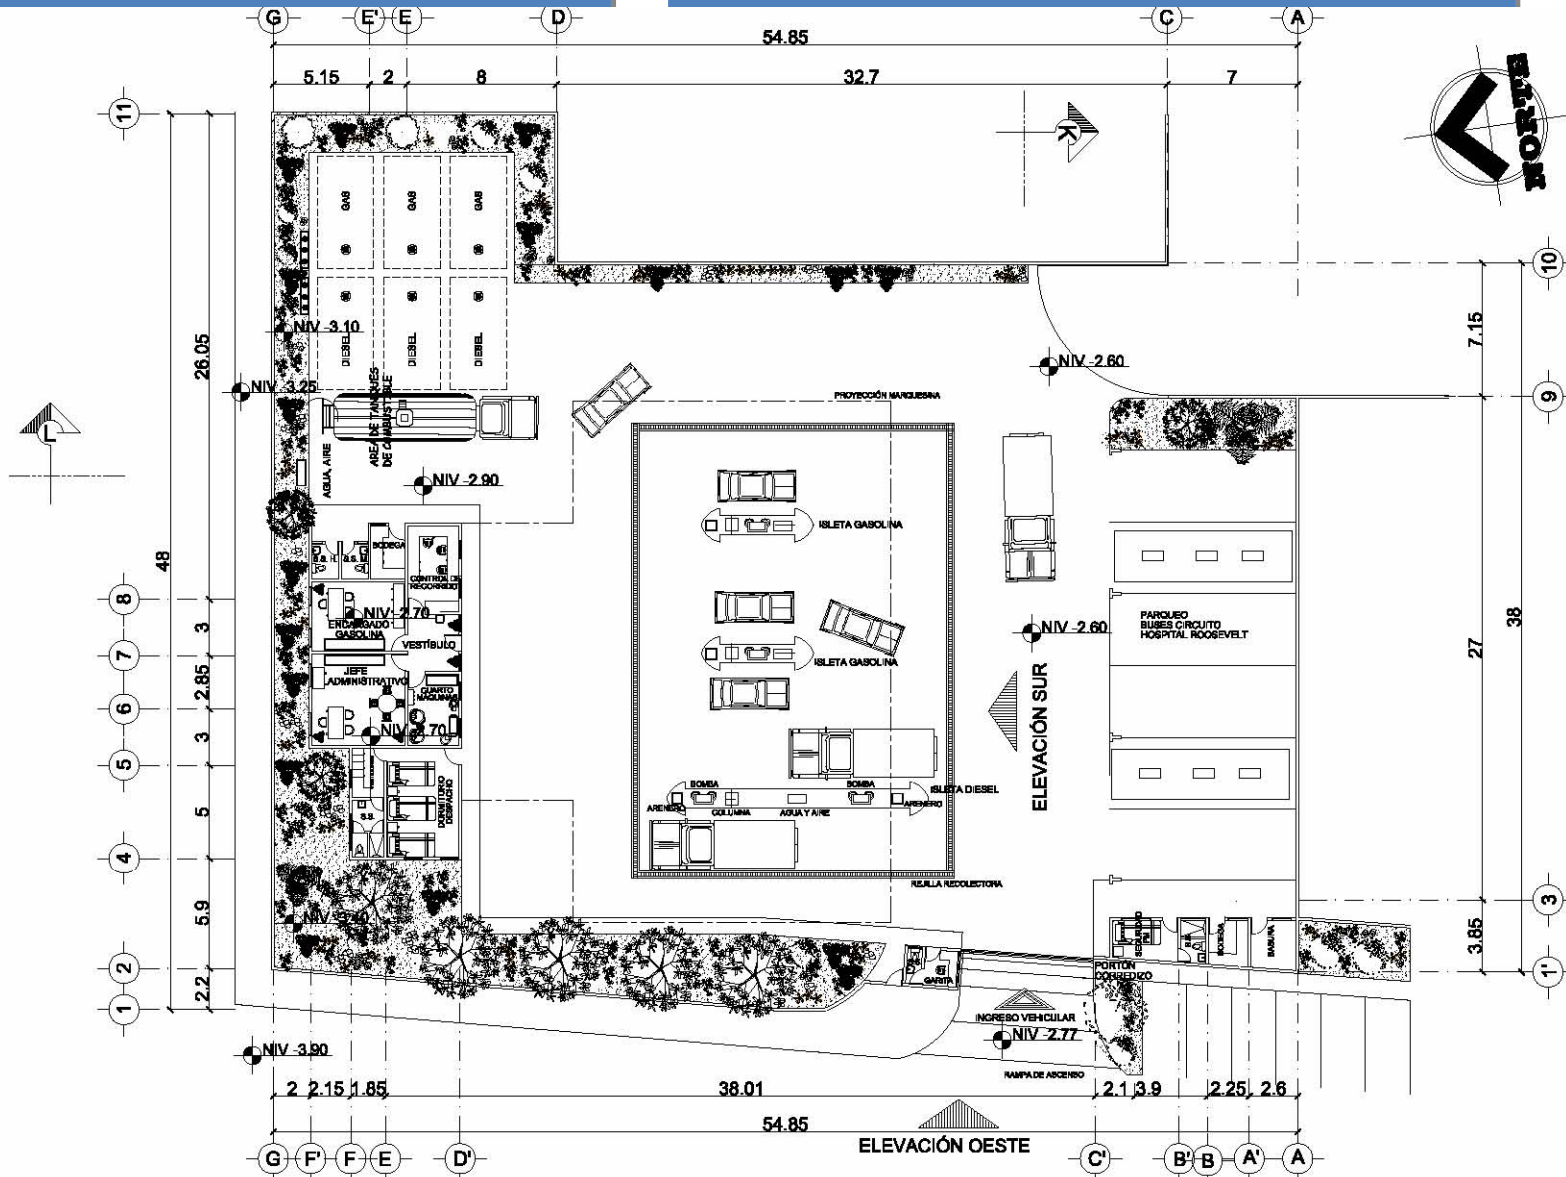 G
E'
E
D
C
A
54.85
5.15
2
8
32.7
7
NORTE
11
K
10
GAS
GAS
GAS
48
26.05
NIV -3.10
DIESEL
DIESEL
DIESEL
7.15
38
NIV -3.25
NIV -2.60
9
L
AREA DE TANQUES
DE COMBUSTIBLE
AGUA, AIRE
PROYECCIÓN MARQUESINA
NIV -2.90
ISLETA GASOLINA
S.S. H.
S.S. M.
BODEGA
CONTROL DE
RECORRIDO
8
3
NIV -2.70
ENCARGADO
GASOLINA
VESTÍBULO
NIV -2.60
PARQUEO
BUSES CIRCUITO
HOSPITAL ROOSEVELT
27
7
2.85
JEFE
ADMINISTRATIVO
CUARTO
MAQUINAS
ISLETA GASOLINA
ELEVACIÓN SUR
6
3
5
5
S.S.
DORMITORIO
DESPACHO
BOMBA
BOMBA
ISLETA DIESEL
ARENERO
COLUMNA
AGUA Y AIRE
ARENERO
4
5.9
REJILLA RECOLECTORA
3
NIV -3.40
3.85
SEGURIDAD
S.S.
BODEGA
BASURA
2
2.2
1
1'
GARITA
PORTON
CORREDIZO
INGRESO VEHICULAR
NIV -2.77
NIV -3.90
RAMPA DE ASCENSO
2
2.15
1.85
38.01
2.1
3.9
2.25
2.6
54.85
ELEVACIÓN OESTE
G
F'
F
E
D'
C'
B'
B
A'
A